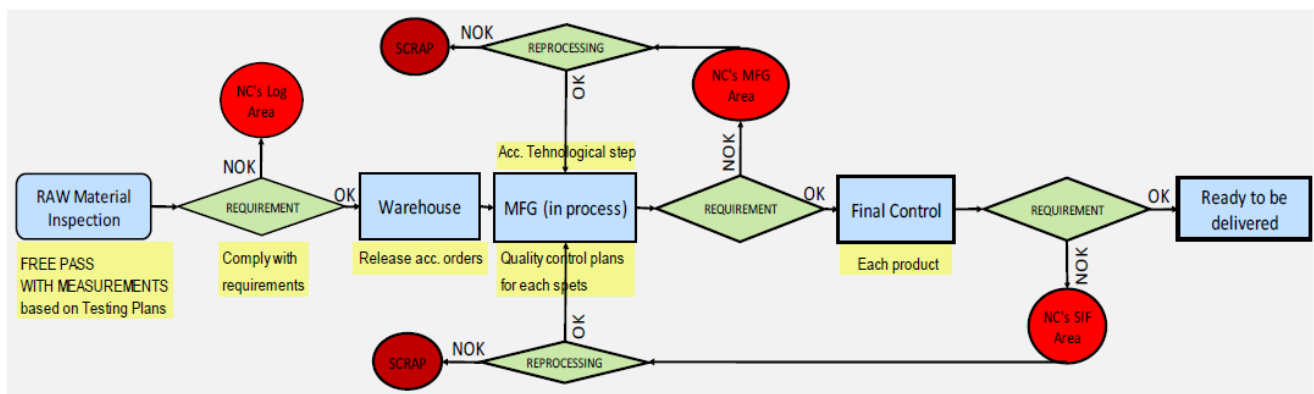 SCRAP
NOK
REPROCESSING
OK
NC's MFG
Area
NC's Log
Area
NOK
NOK
Acc. Tehnological step
RAW Material
Inspection
REQUIREMENT
OK
Warehouse
MFG (in process)
REQUIREMENT
OK
Final Control
REQUIREMENT
OK
Ready to be
delivered
FREE PASS
WITH MEASUREMENTS
based on Testing Plans
Comply with
requirements
Release acc. orders
Quality control plans
for each spets
Each product
NOK
NC's SIF
Area
OK
SCRAP
NOK
REPROCESSING